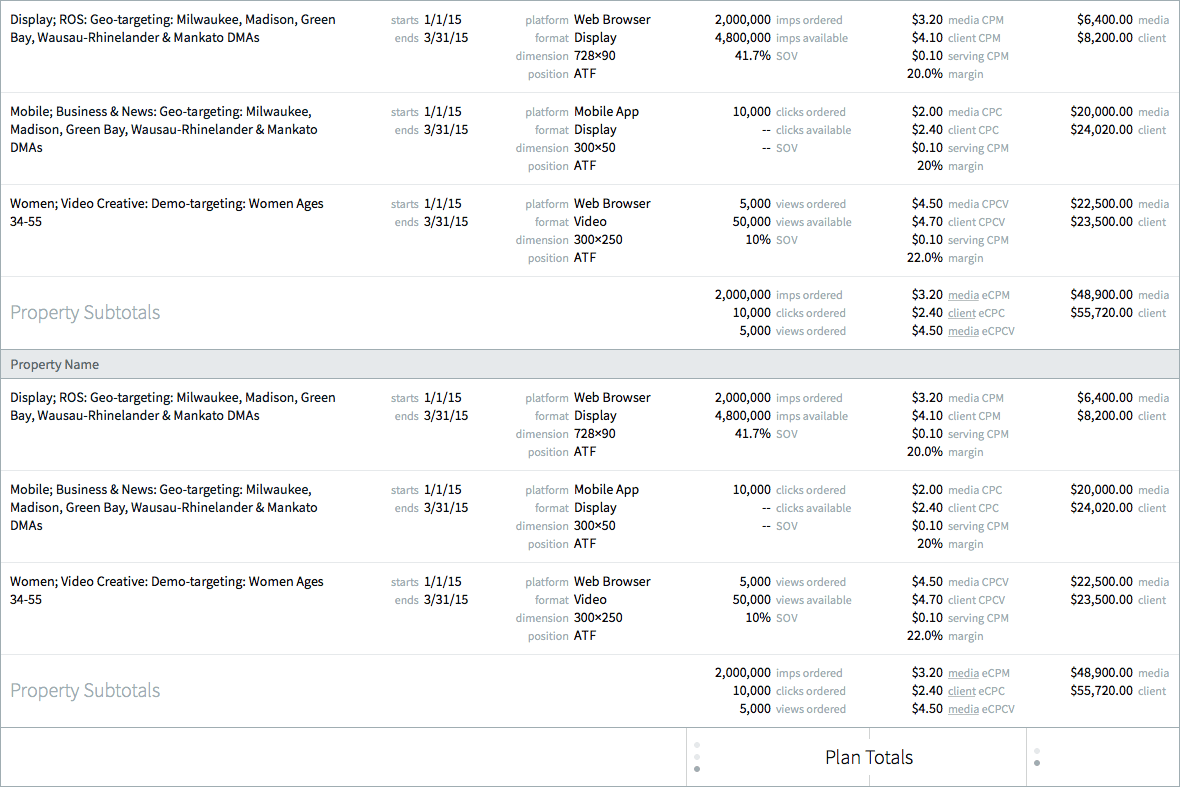 Display; ROS: Geo-targeting: Milwaukee, Madison, Green starts 1/1/15 platform Web Browser 2,000,000 imps ordered $3.20 media CPM $6,400.00 media
Bay, Wausau-Rhinelander & Mankato DMAs ends 3/31/15 format Display 4,800,000 imps available $4.10 client CPM $8,200.00 client
dimension 728×90 41.7% SOV $0.10 serving CPM
position ATF 20.0% margin
Mobile; Business & News: Geo-targeting: Milwaukee, starts 1/1/15 platform Mobile App 10,000 clicks ordered $2.00 media CPC $20,000.00 media
Madison, Green Bay, Wausau-Rhinelander & Mankato ends 3/31/15 format Display -- clicks available $2.40 client CPC $24,020.00 client
DMAs dimension 300×50 -- SOV $0.10 serving CPM
position ATF 20% margin
Women; Video Creative: Demo-targeting: Women Ages starts 1/1/15 platform Web Browser 5,000 views ordered $4.50 media CPCV $22,500.00 media
34-55 ends 3/31/15 format Video 50,000 views available $4.70 client CPCV $23,500.00 client
dimension 300×250 10% SOV $0.10 serving CPM
position ATF 22.0% margin
2,000,000 imps ordered $3.20 media eCPM $48,900.00 media
Property Subtotals 10,000 clicks ordered $2.40 client eCPC $55,720.00 client
5,000 views ordered $4.50 media eCPCV
Property Name
Display; ROS: Geo-targeting: Milwaukee, Madison, Green starts 1/1/15 platform Web Browser 2,000,000 imps ordered $3.20 media CPM $6,400.00 media
Bay, Wausau-Rhinelander & Mankato DMAs ends 3/31/15 format Display 4,800,000 imps available $4.10 client CPM $8,200.00 client
dimension 728×90 41.7% SOV $0.10 serving CPM
position ATF 20.0% margin
Mobile; Business & News: Geo-targeting: Milwaukee, starts 1/1/15 platform Mobile App 10,000 clicks ordered $2.00 media CPC $20,000.00 media
Madison, Green Bay, Wausau-Rhinelander & Mankato ends 3/31/15 format Display -- clicks available $2.40 client CPC $24,020.00 client
DMAs dimension 300×50 -- SOV $0.10 serving CPM
position ATF 20% margin
Women; Video Creative: Demo-targeting: Women Ages starts 1/1/15 platform Web Browser 5,000 views ordered $4.50 media CPCV $22,500.00 media
34-55 ends 3/31/15 format Video 50,000 views available $4.70 client CPCV $23,500.00 client
dimension 300×250 10% SOV $0.10 serving CPM
position ATF 22.0% margin
2,000,000 imps ordered $3.20 media eCPM $48,900.00 media
Property Subtotals 10,000 clicks ordered $2.40 client eCPC $55,720.00 client
5,000 views ordered $4.50 media eCPCV
Plan Totals